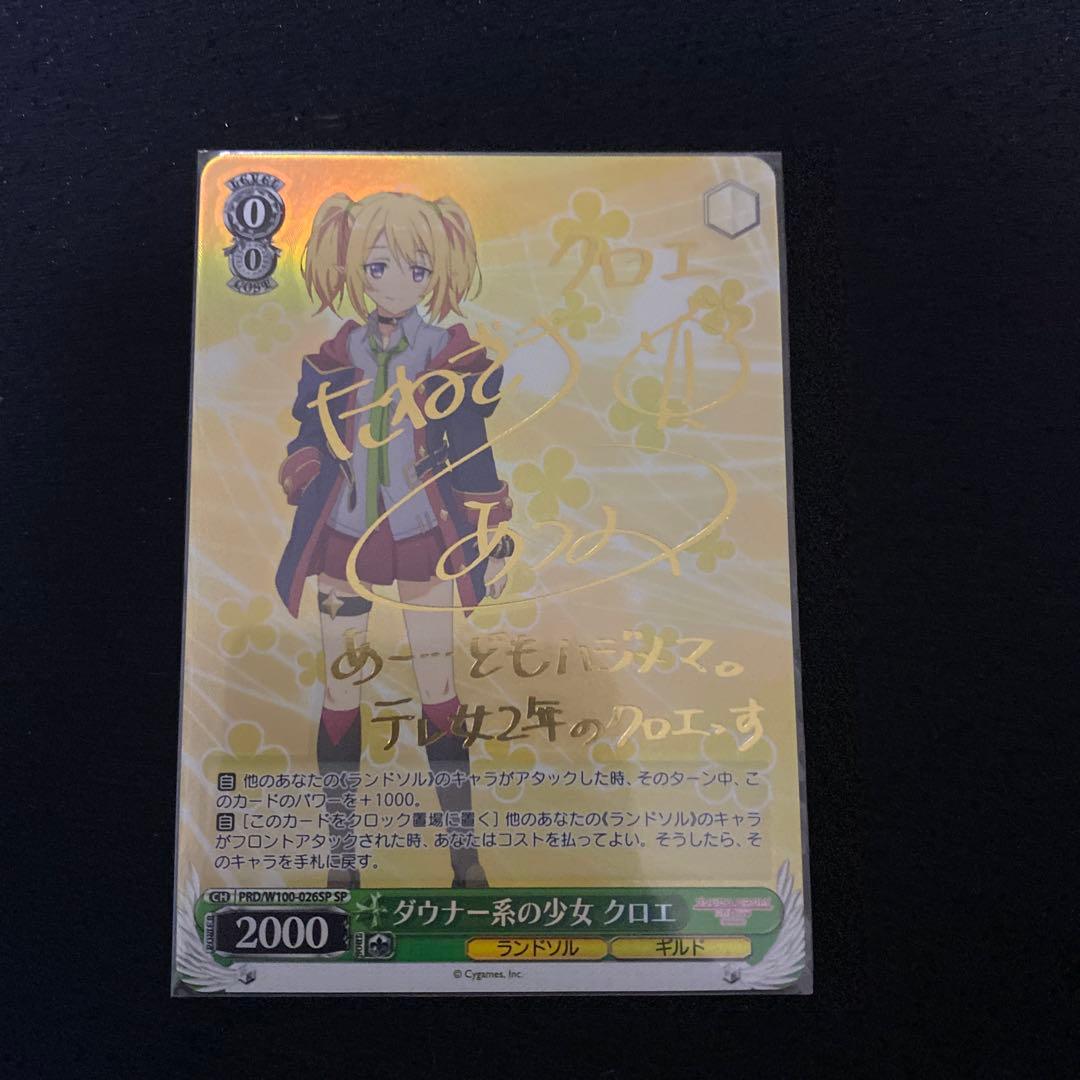 LEVEL
0
0
COST
クロエ
たねざき
あつみ
あー…どもハジメマ。
テレ女2年のクロエっす
自 他のあなたの《ランドソル》のキャラがアタックした時、そのターン中、こ
のカードのパワーを＋1000。
自 [このカードをクロック置場に置く] 他のあなたの《ランドソル》のキャラ
がフロントアタックされた時、あなたはコストを払ってよい。そうしたら、そ
のキャラを手札に戻す。
CH PRD/W100-026SP SP
POWER 2000 SOUL
ダウナー系の少女 クロエ
ランドソル ギルド
© Cygames, Inc.